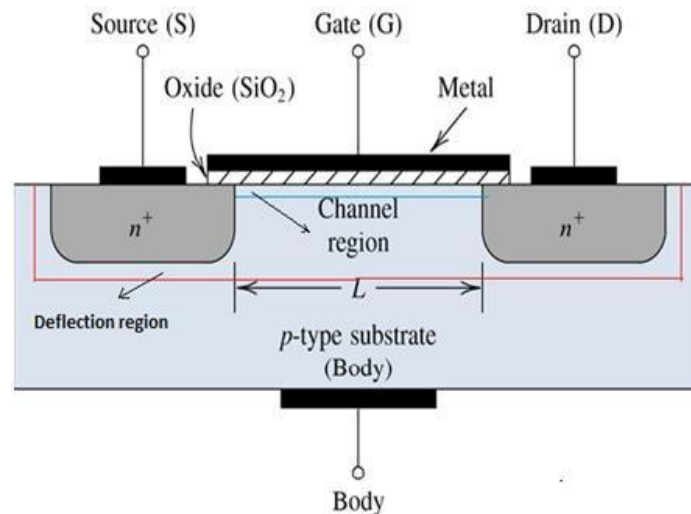 Source (S)
Gate (G)
Drain (D)
Oxide (SiO₂)
Metal
n⁺
Channel
region
n⁺
L
Deflection region
p-type substrate
(Body)
Body